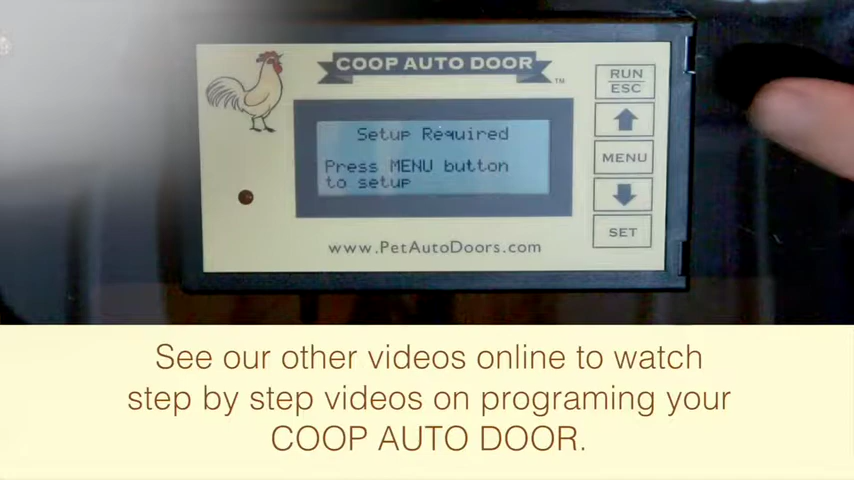 COOP AUTO DOOR
TM
RUN
ESC
Setup Required
Press MENU button
to setup
MENU
SET
www.PetAutoDoors.com
See our other videos online to watch
step by step videos on programing your
COOP AUTO DOOR.